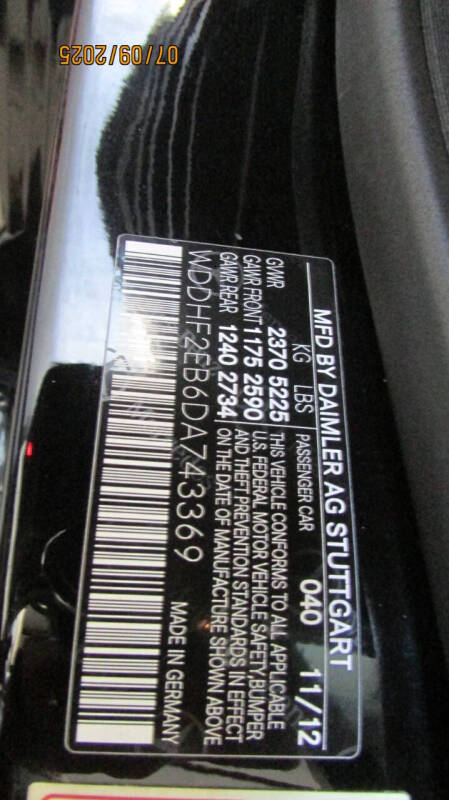 07/09/2025
MFD BY DAIMLER AG STUTTGART
KG LBS PASSENGER CAR 040 11/12
GVWR 2370 5225
GAWR FRONT 1175 2590
GAWR REAR 1240 2734
THIS VEHICLE CONFORMS TO ALL APPLICABLE
U.S. FEDERAL MOTOR VEHICLE SAFETY,BUMPER
AND THEFT PREVENTION STANDARDS IN EFFECT
ON THE DATE OF MANUFACTURE SHOWN ABOVE
WDDHF2EB6DA743369 MADE IN GERMANY